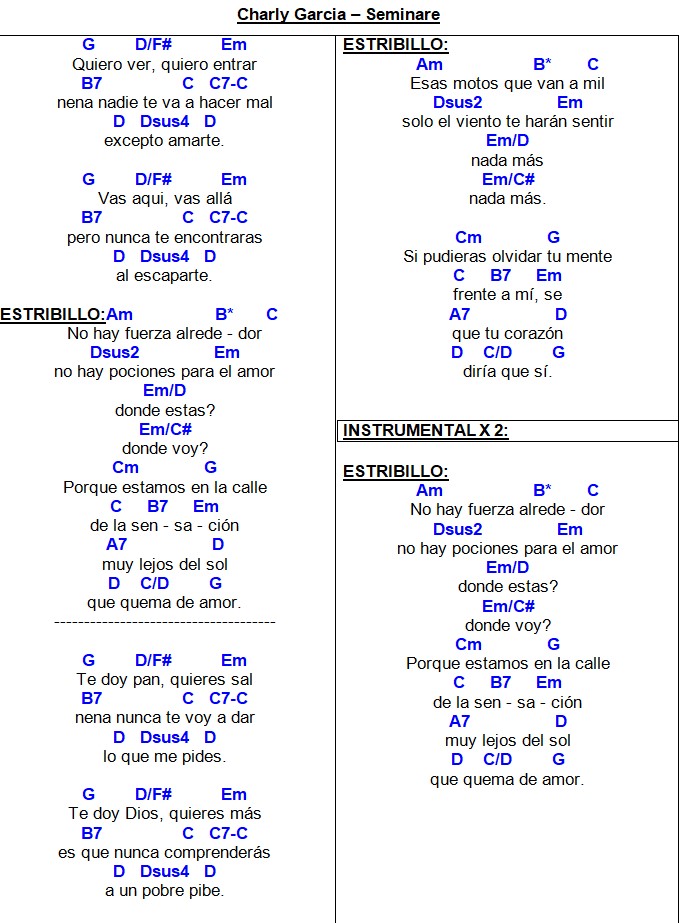 Charly Garcia – Seminare
G D/F# Em
Quiero ver, quiero entrar
B7 C C7-C
nena nadie te va a hacer mal
D Dsus4 D
excepto amarte.
G D/F# Em
Vas aqui, vas allá
B7 C C7-C
pero nunca te encontraras
D Dsus4 D
al escaparte.
ESTRIBILLO:Am B* C
No hay fuerza alrede - dor
Dsus2 Em
no hay pociones para el amor
Em/D
donde estas?
Em/C#
donde voy?
Cm G
Porque estamos en la calle
C B7 Em
de la sen - sa - ción
A7 D
muy lejos del sol
D C/D G
que quema de amor.
-------------------------------------
G D/F# Em
Te doy pan, quieres sal
B7 C C7-C
nena nunca te voy a dar
D Dsus4 D
lo que me pides.
G D/F# Em
Te doy Dios, quieres más
B7 C C7-C
es que nunca comprenderás
D Dsus4 D
a un pobre pibe.
ESTRIBILLO:
Am B* C
Esas motos que van a mil
Dsus2 Em
solo el viento te harán sentir
Em/D
nada más
Em/C#
nada más.
Cm G
Si pudieras olvidar tu mente
C B7 Em
frente a mí, se
A7 D
que tu corazón
D C/D G
diría que sí.
INSTRUMENTAL X 2:
ESTRIBILLO:
Am B* C
No hay fuerza alrede - dor
Dsus2 Em
no hay pociones para el amor
Em/D
donde estas?
Em/C#
donde voy?
Cm G
Porque estamos en la calle
C B7 Em
de la sen - sa - ción
A7 D
muy lejos del sol
D C/D G
que quema de amor.